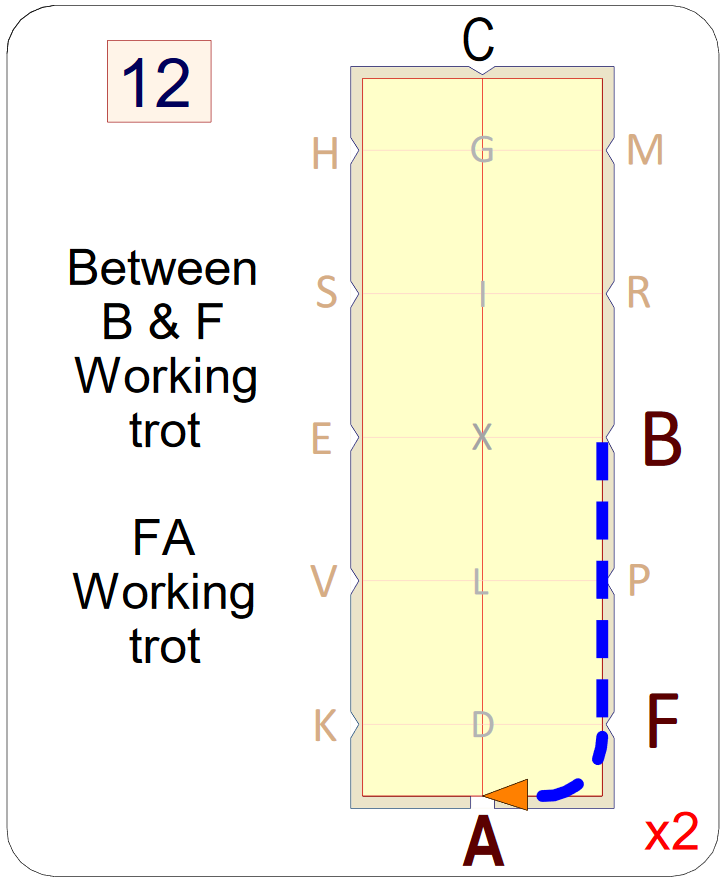 12
C
H G M
Between
B & F
Working
trot
S I R
E X B
FA
Working
trot
V L P
K D F
A
x2